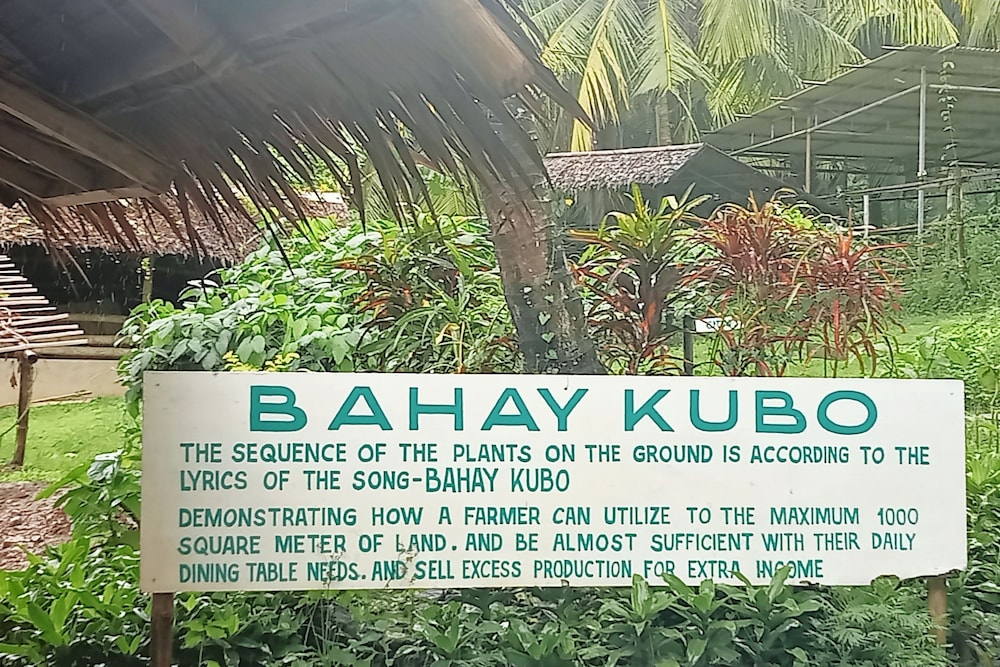 BAHAY KUBO
THE SEQUENCE OF THE PLANTS ON THE GROUND IS ACCORDING TO THE
LYRICS OF THE SONG-BAHAY KUBO
DEMONSTRATING HOW A FARMER CAN UTILIZE TO THE MAXIMUM 1000
SQUARE METER OF LAND. AND BE ALMOST SUFFICIENT WITH THEIR DAILY
DINING TABLE NEEDS. AND SELL EXCESS PRODUCTION FOR EXTRA INCOME